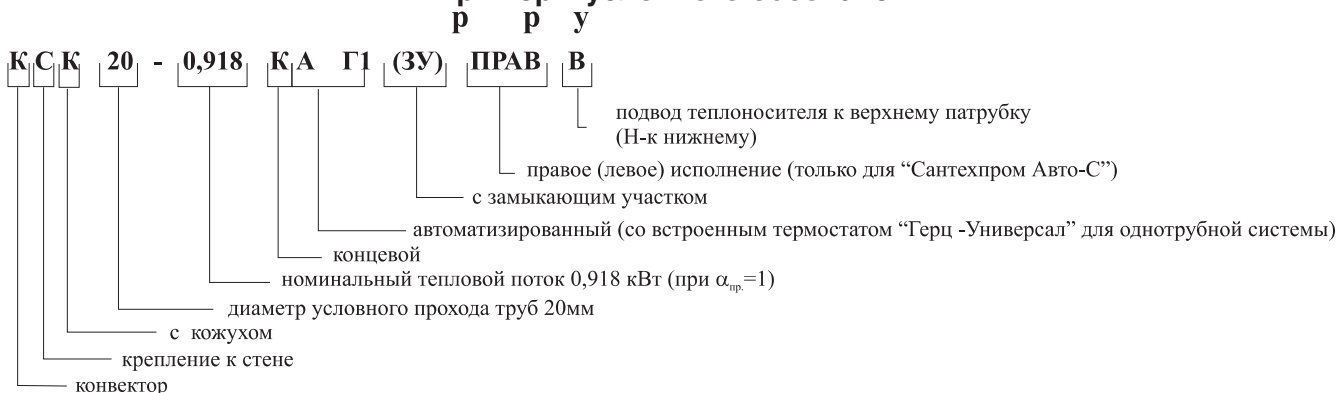 р р у
К С К 20 - 0,918 К А Г1 (ЗУ) ПРАВ В
подвод теплоносителя к верхнему патрубку
(Н-к нижнему)
правое (левое) исполнение (только для “Сантехпром Авто-С”)
с замыкающим участком
автоматизированный (со встроенным термостатом “Герц -Универсал” для однотрубной системы)
концевой
номинальный тепловой поток 0,918 кВт (при αпр.=1)
диаметр условного прохода труб 20мм
с кожухом
крепление к стене
конвектор